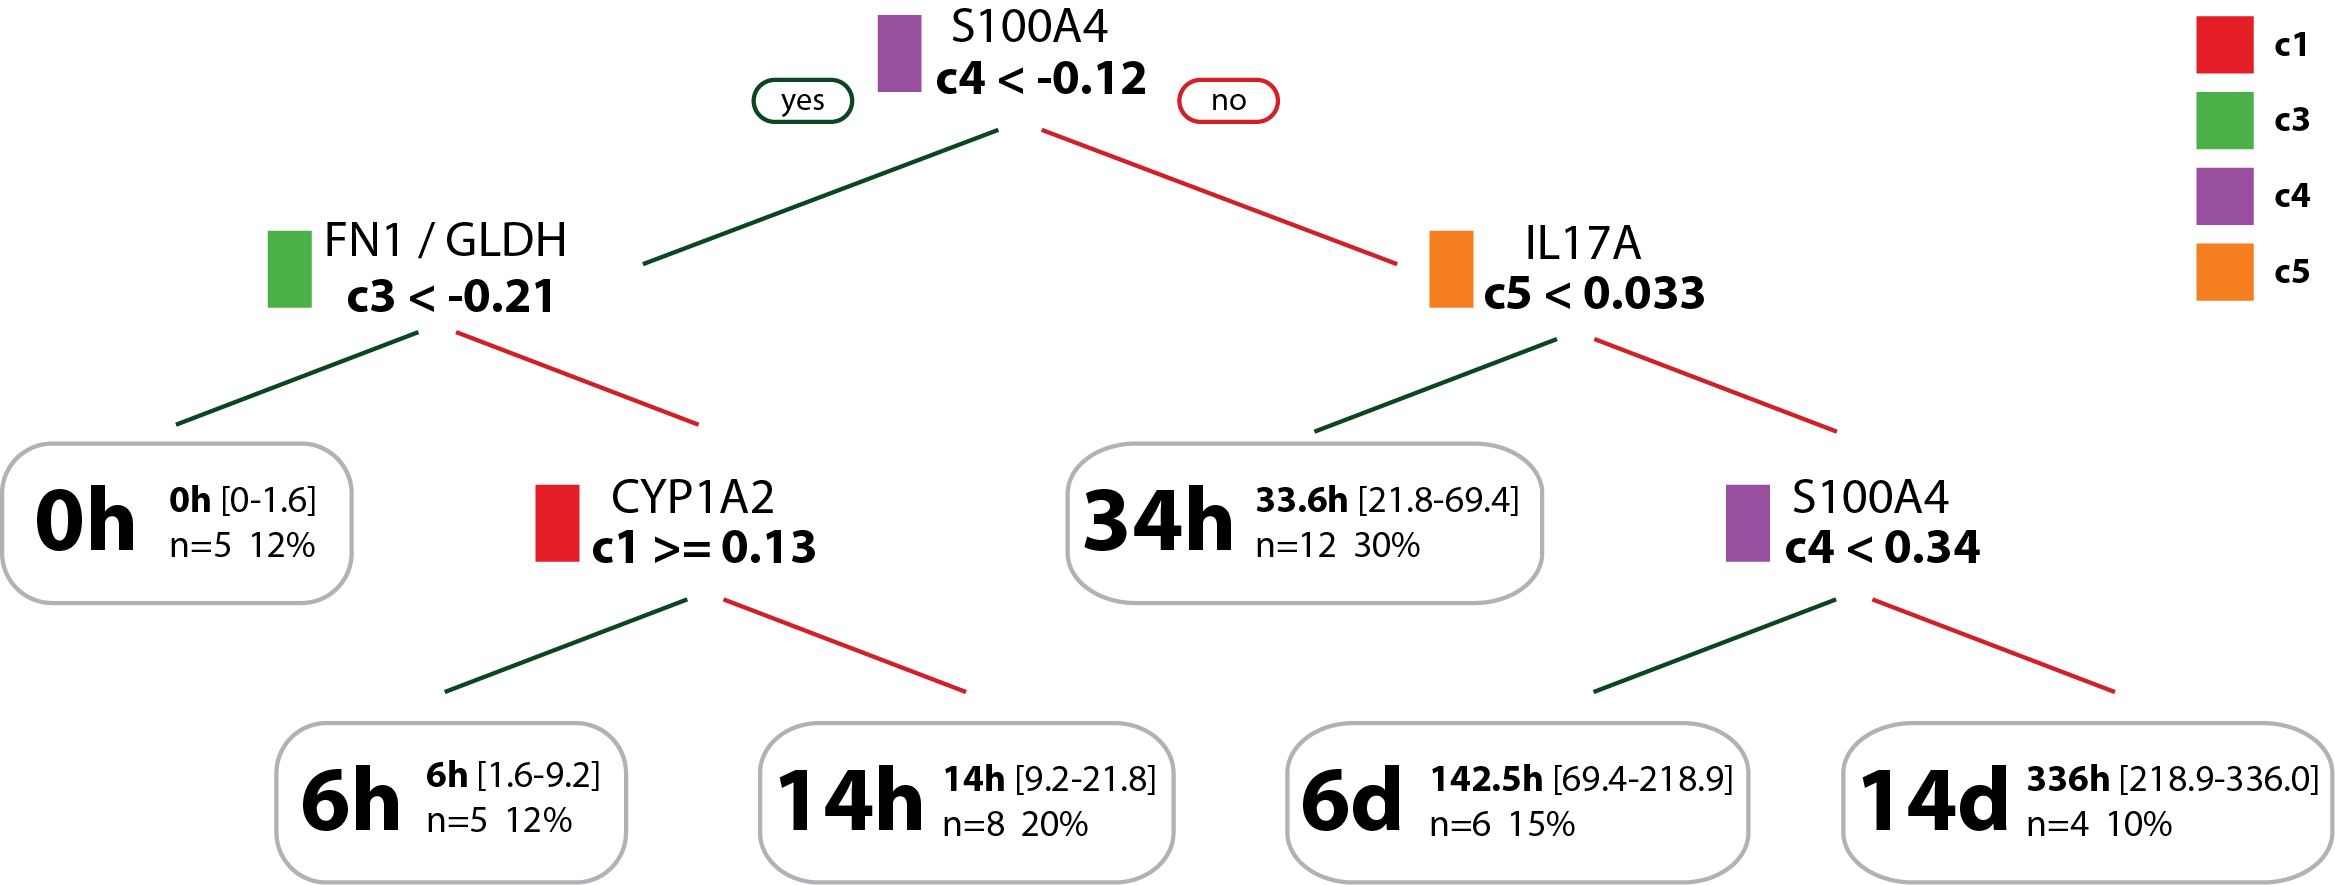 S100A4
c4 < -0.12
yes
no
c1
c3
c4
c5
FN1 / GLDH
c3 < -0.21
IL17A
c5 < 0.033
0h
0h [0-1.6]
n=5 12%
CYP1A2
c1 >= 0.13
34h
33.6h [21.8-69.4]
n=12 30%
S100A4
c4 < 0.34
6h
6h [1.6-9.2]
n=5 12%
14h
14h [9.2-21.8]
n=8 20%
6d
142.5h [69.4-218.9]
n=6 15%
14d
336h [218.9-336.0]
n=4 10%